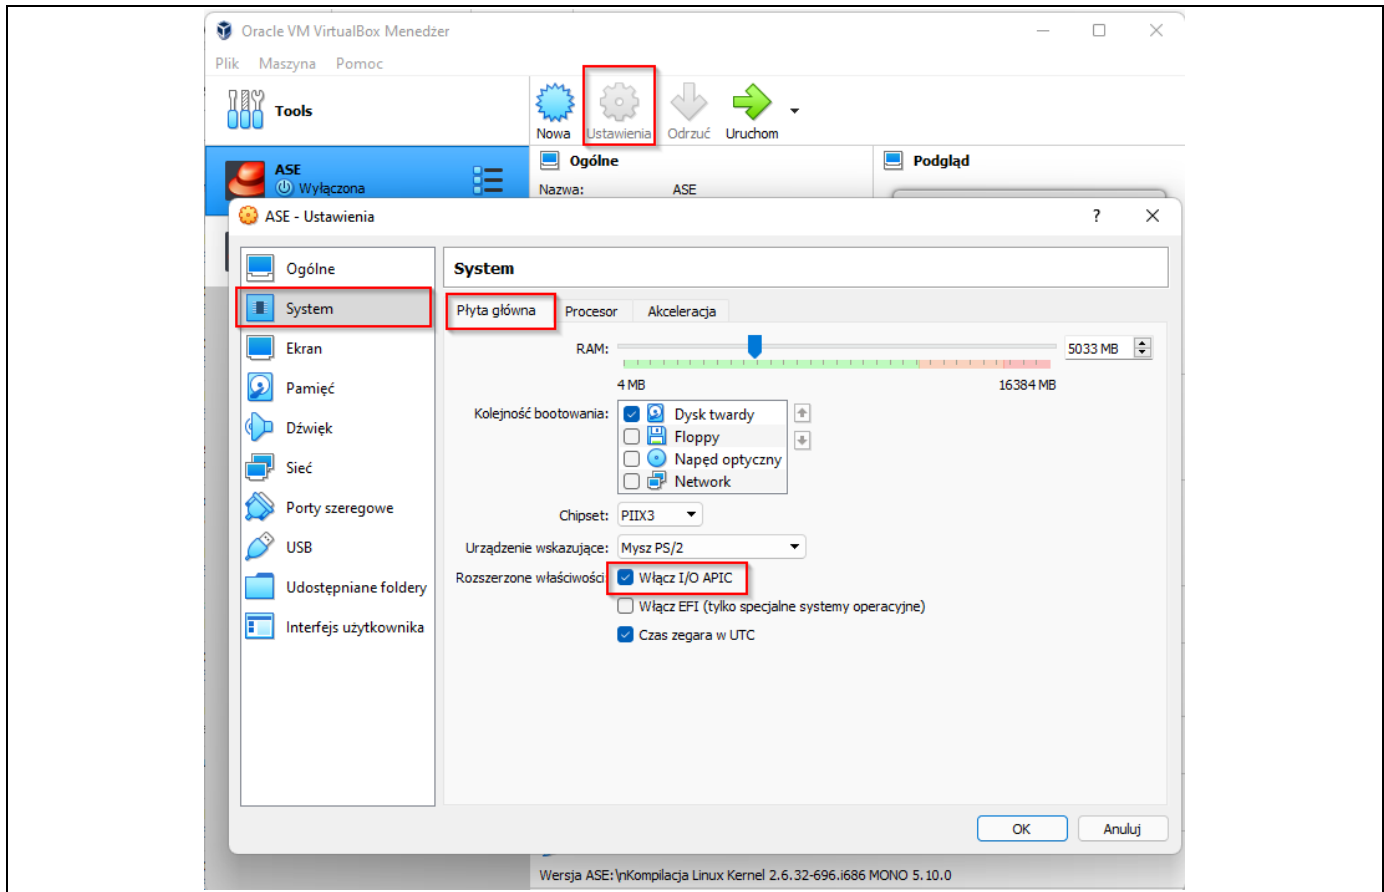 Oracle VM VirtualBox Menedżer
Plik Maszyna Pomoc
Tools
Nowa Ustawienia Odrzuć Uruchom
ASE
Wyłączona
Ogólne
Nazwa: ASE
Podgląd
ASE - Ustawienia
?
Ogólne
System
Ekran
Pamięć
Dźwięk
Sieć
Porty szeregowe
USB
Udostępniane foldery
Interfejs użytkownika
System
Płyta główna Procesor Akceleracja
RAM: 5033 MB
4 MB 16384 MB
Kolejność bootowania: Dysk twardy
Floppy
Napęd optyczny
Network
Chipset: PIIX3
Urządzenie wskazujące: Mysz PS/2
Rozszerzone właściwości Włącz I/O APIC
Włącz EFI (tylko specjalne systemy operacyjne)
Czas zegara w UTC
OK Anuluj
Wersja ASE:\nKompilacja Linux Kernel 2.6.32-696.i686 MONO 5.10.0